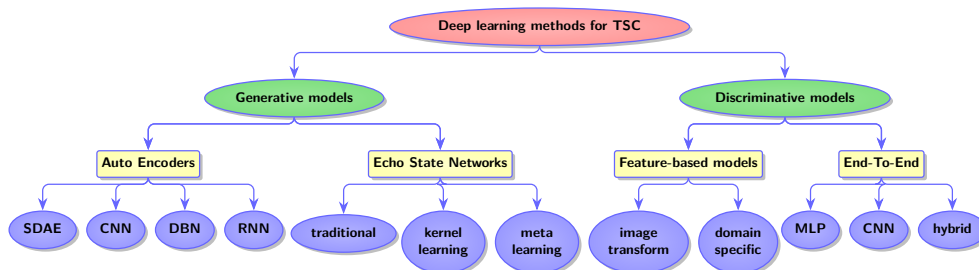 Deep learning methods for TSC
Generative models
Discriminative models
Auto Encoders
Echo State Networks
Feature-based models
End-To-End
SDAE
CNN
DBN
RNN
traditional
kernel
learning
meta
learning
image
transform
domain
specific
MLP
CNN
hybrid